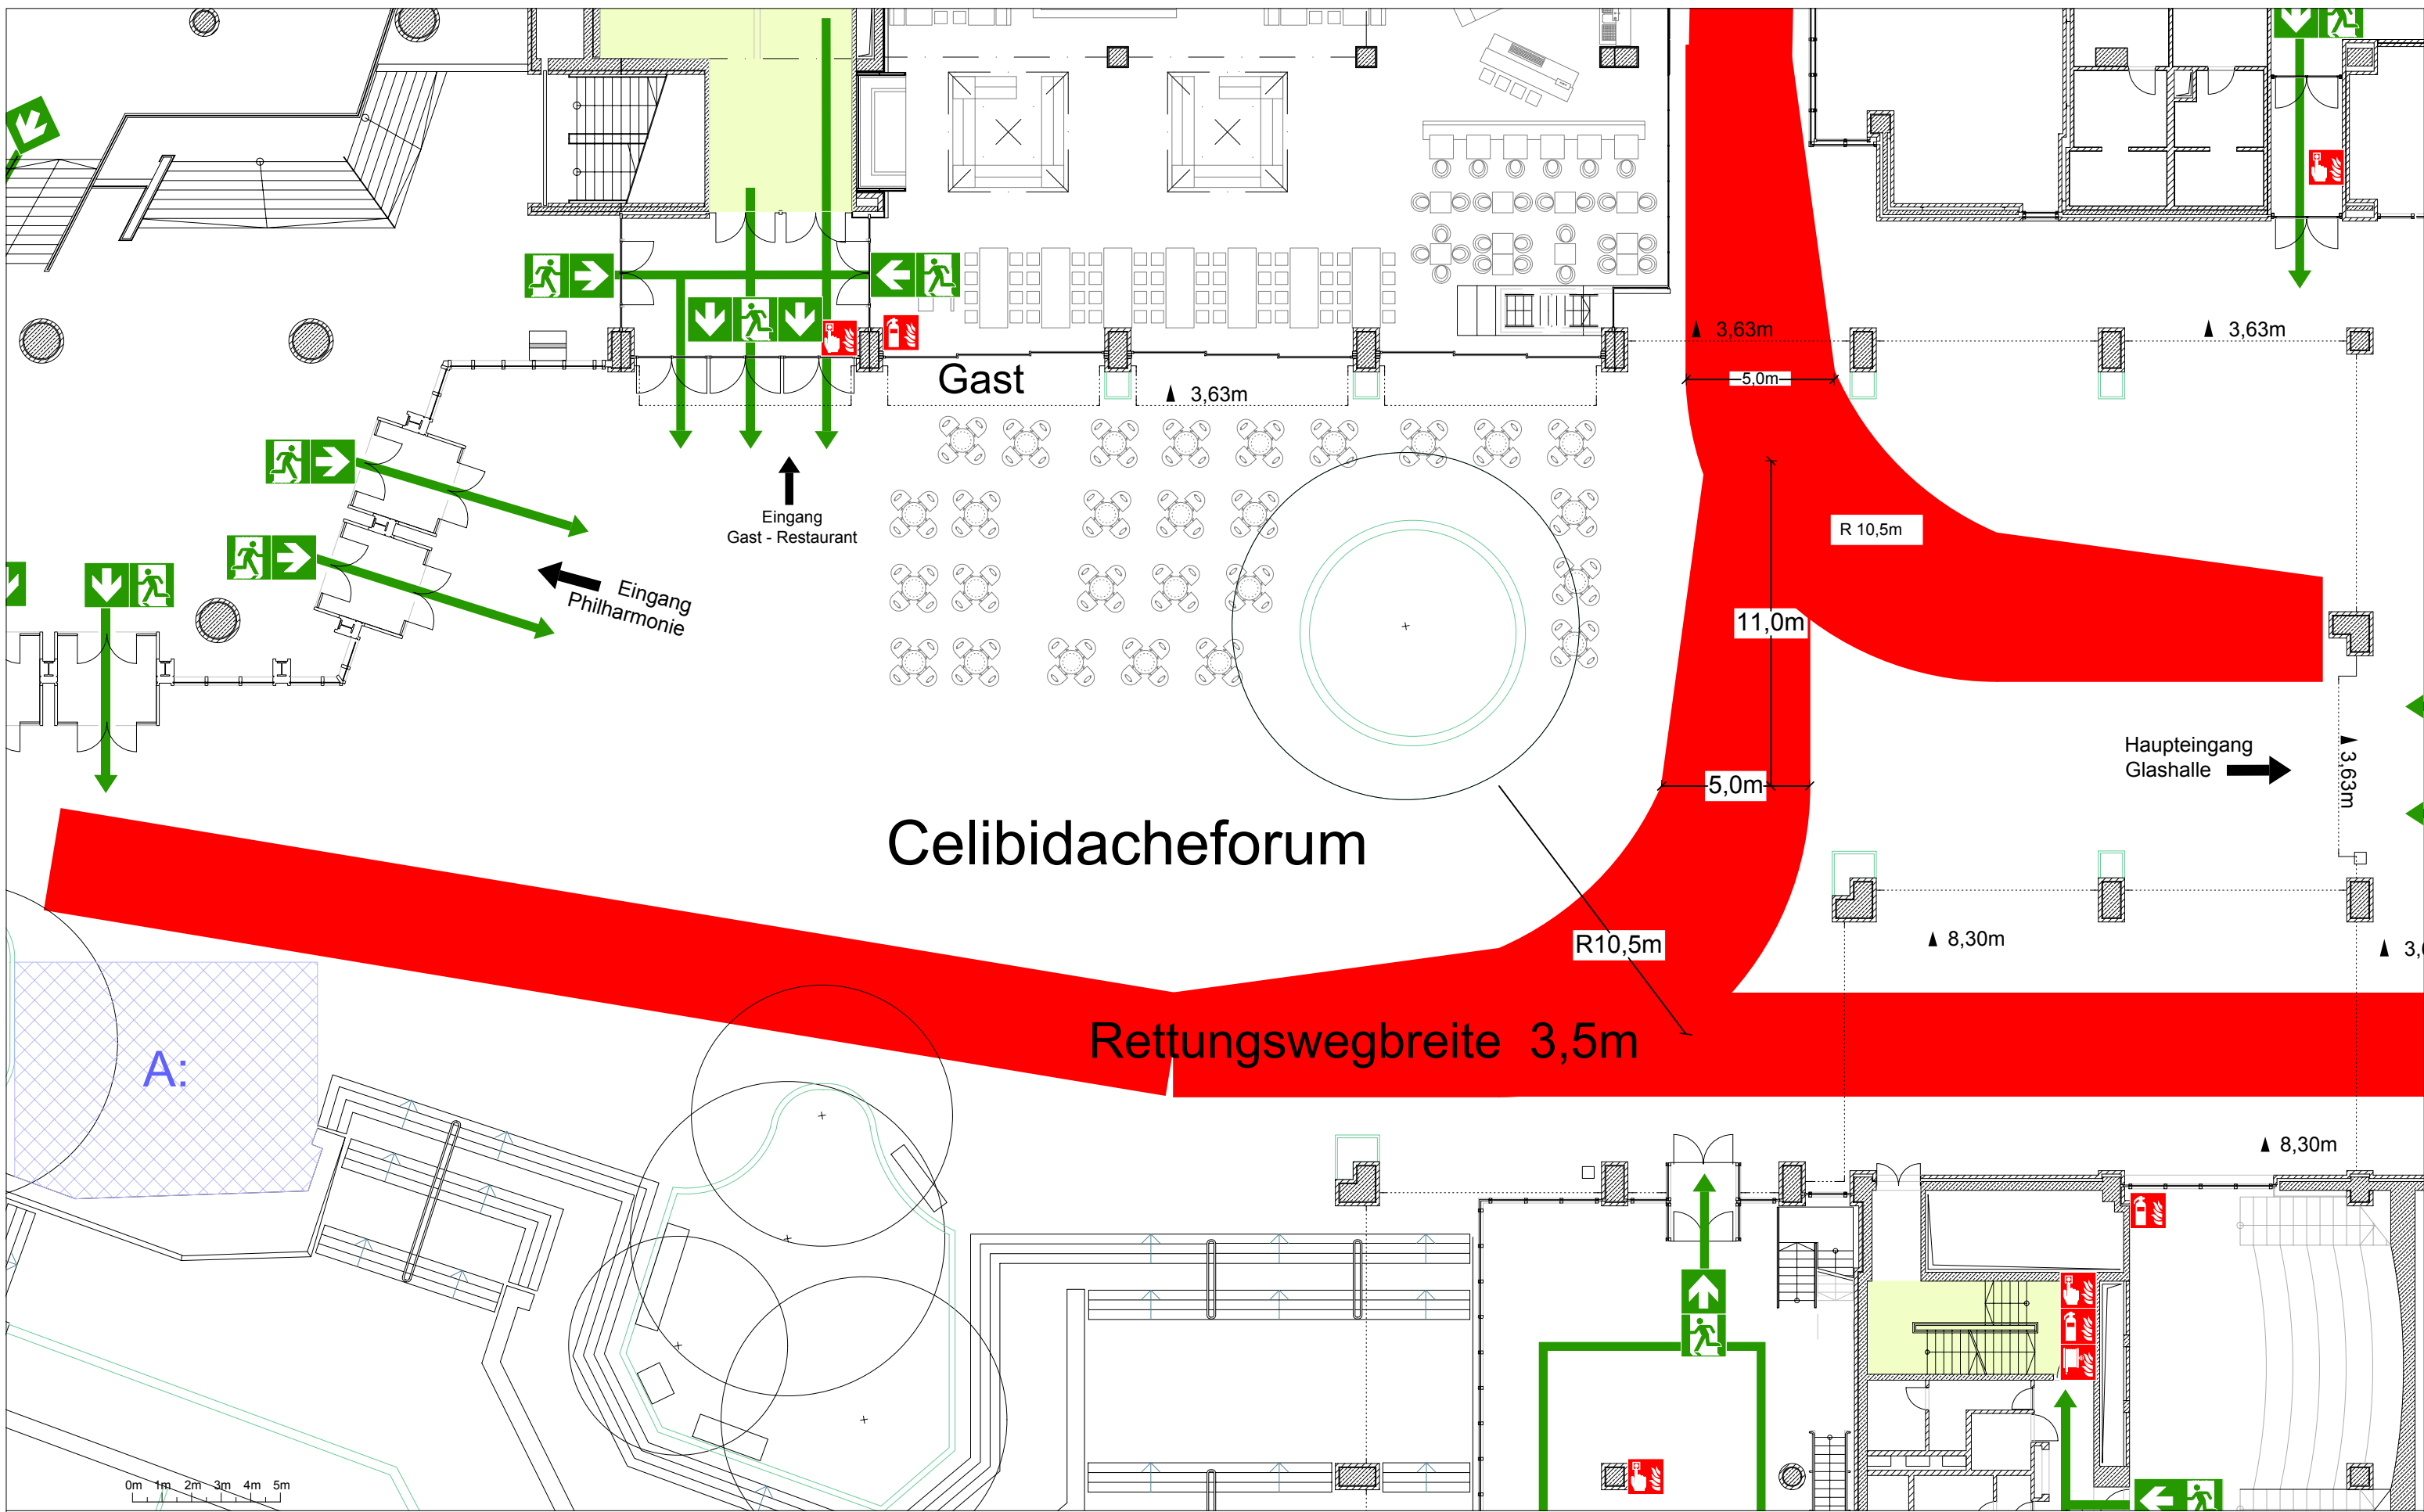 3,63m
3,63m
5,0m
Gast
3,63m
Eingang
Gast - Restaurant
R 10,5m
Eingang
Philharmonie
11,0m
Haupteingang
Glashalle
3,63m
5,0m
Celibidacheforum
R10,5m
8,30m
Rettungswegbreite 3,5m
A:
8,30m
0m 1m 2m 3m 4m 5m